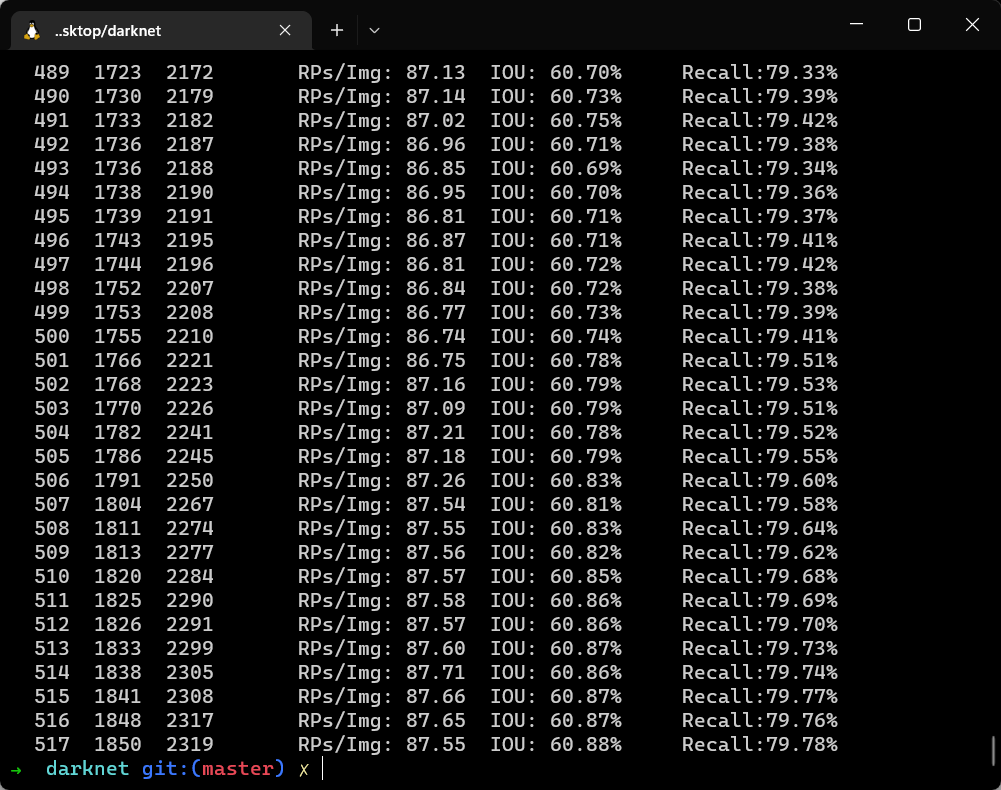 ..sktop/darknet
489 1723 2172 RPs/Img: 87.13 IOU: 60.70% Recall:79.33%
490 1730 2179 RPs/Img: 87.14 IOU: 60.73% Recall:79.39%
491 1733 2182 RPs/Img: 87.02 IOU: 60.75% Recall:79.42%
492 1736 2187 RPs/Img: 86.96 IOU: 60.71% Recall:79.38%
493 1736 2188 RPs/Img: 86.85 IOU: 60.69% Recall:79.34%
494 1738 2190 RPs/Img: 86.95 IOU: 60.70% Recall:79.36%
495 1739 2191 RPs/Img: 86.81 IOU: 60.71% Recall:79.37%
496 1743 2195 RPs/Img: 86.87 IOU: 60.71% Recall:79.41%
497 1744 2196 RPs/Img: 86.81 IOU: 60.72% Recall:79.42%
498 1752 2207 RPs/Img: 86.84 IOU: 60.72% Recall:79.38%
499 1753 2208 RPs/Img: 86.77 IOU: 60.73% Recall:79.39%
500 1755 2210 RPs/Img: 86.74 IOU: 60.74% Recall:79.41%
501 1766 2221 RPs/Img: 86.75 IOU: 60.78% Recall:79.51%
502 1768 2223 RPs/Img: 87.16 IOU: 60.79% Recall:79.53%
503 1770 2226 RPs/Img: 87.09 IOU: 60.79% Recall:79.51%
504 1782 2241 RPs/Img: 87.21 IOU: 60.78% Recall:79.52%
505 1786 2245 RPs/Img: 87.18 IOU: 60.79% Recall:79.55%
506 1791 2250 RPs/Img: 87.26 IOU: 60.83% Recall:79.60%
507 1804 2267 RPs/Img: 87.54 IOU: 60.81% Recall:79.58%
508 1811 2274 RPs/Img: 87.55 IOU: 60.83% Recall:79.64%
509 1813 2277 RPs/Img: 87.56 IOU: 60.82% Recall:79.62%
510 1820 2284 RPs/Img: 87.57 IOU: 60.85% Recall:79.68%
511 1825 2290 RPs/Img: 87.58 IOU: 60.86% Recall:79.69%
512 1826 2291 RPs/Img: 87.57 IOU: 60.86% Recall:79.70%
513 1833 2299 RPs/Img: 87.60 IOU: 60.87% Recall:79.73%
514 1838 2305 RPs/Img: 87.71 IOU: 60.86% Recall:79.74%
515 1841 2308 RPs/Img: 87.66 IOU: 60.87% Recall:79.77%
516 1848 2317 RPs/Img: 87.65 IOU: 60.87% Recall:79.76%
517 1850 2319 RPs/Img: 87.55 IOU: 60.88% Recall:79.78%
→ darknet git:(master) ✗